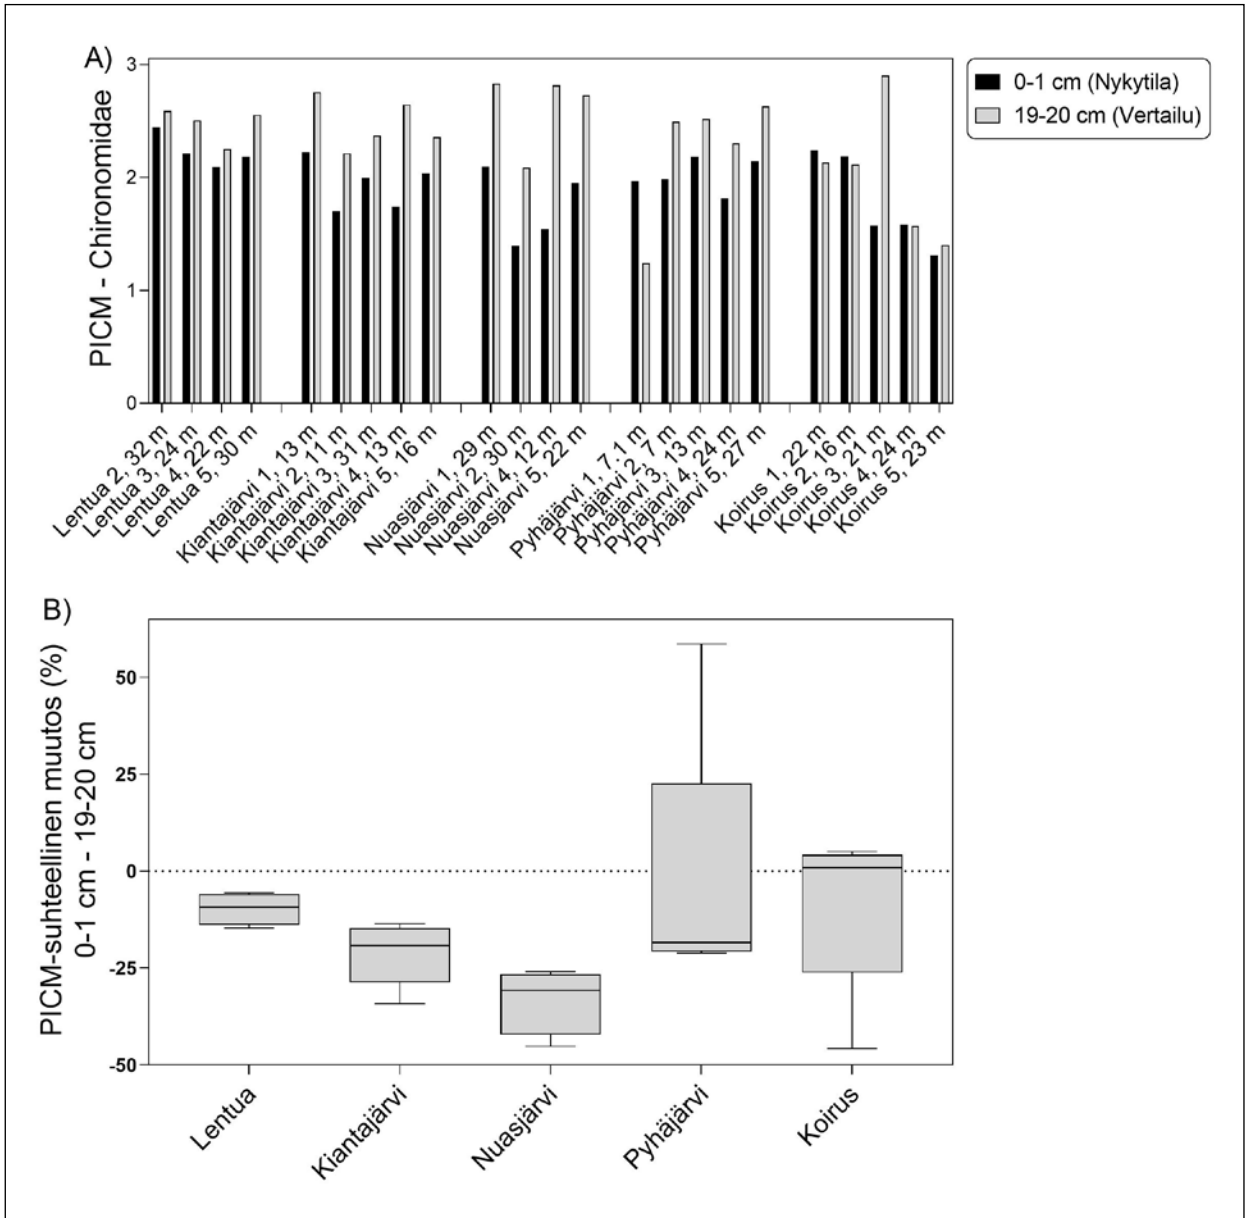 A)
3
2
1
0
PICM - Chironomidae
0-1 cm (Nykytila)
19-20 cm (Vertailu)
Lentua 2, 32 m
Lentua 3, 24 m
Lentua 4, 22 m
Lentua 5, 30 m
Kiantajärvi 1, 13 m
Kiantajärvi 2, 11 m
Kiantajärvi 3, 31 m
Kiantajärvi 4, 13 m
Kiantajärvi 5, 16 m
Nuasjärvi 1, 29 m
Nuasjärvi 2, 30 m
Nuasjärvi 4, 12 m
Nuasjärvi 5, 22 m
Pyhäjärvi 1, 7.1 m
Pyhäjärvi 2, 7 m
Pyhäjärvi 3, 13 m
Pyhäjärvi 4, 24 m
Pyhäjärvi 5, 27 m
Koirus 1, 22 m
Koirus 2, 16 m
Koirus 3, 21 m
Koirus 4, 24 m
Koirus 5, 23 m
B)
PICM-suhteellinen muutos (%)
0-1 cm - 19-20 cm
50
25
0
-25
-50
Lentua
Kiantajärvi
Nuasjärvi
Pyhäjärvi
Koirus